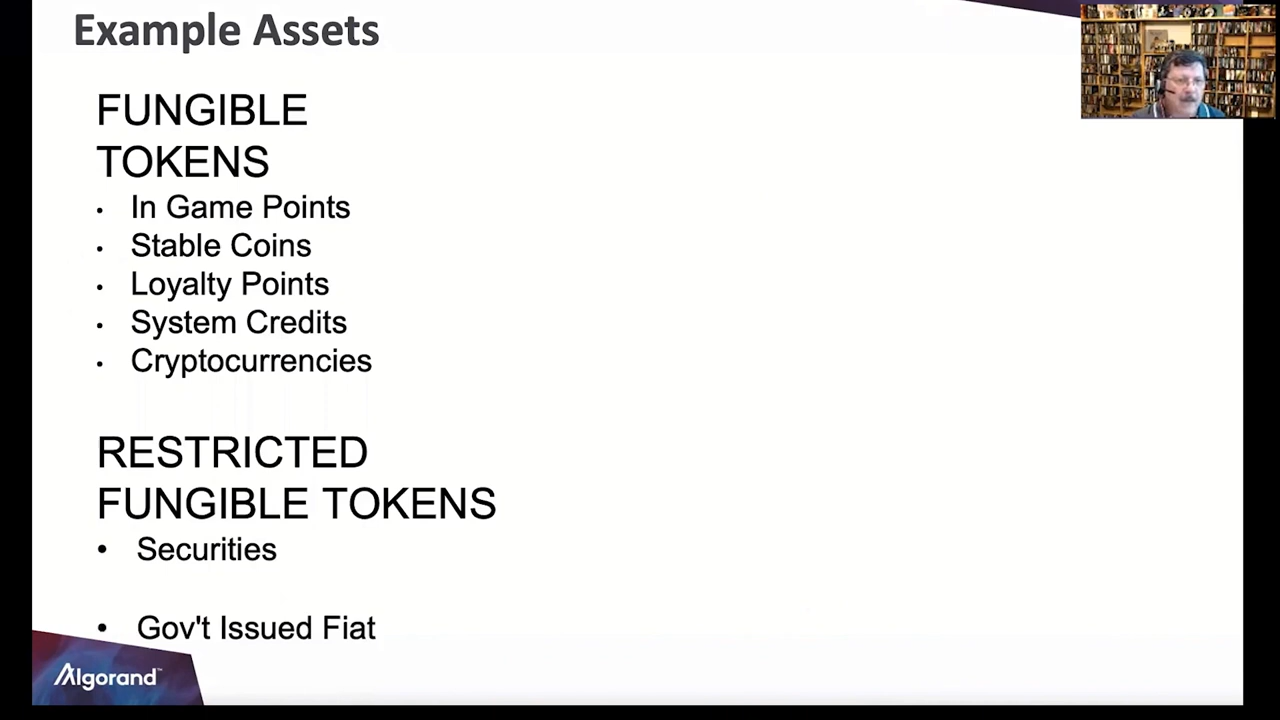 Example Assets
FUNGIBLE
TOKENS
• In Game Points
• Stable Coins
• Loyalty Points
• System Credits
• Cryptocurrencies
RESTRICTED
FUNGIBLE TOKENS
• Securities
• Gov't Issued Fiat
Algorand™